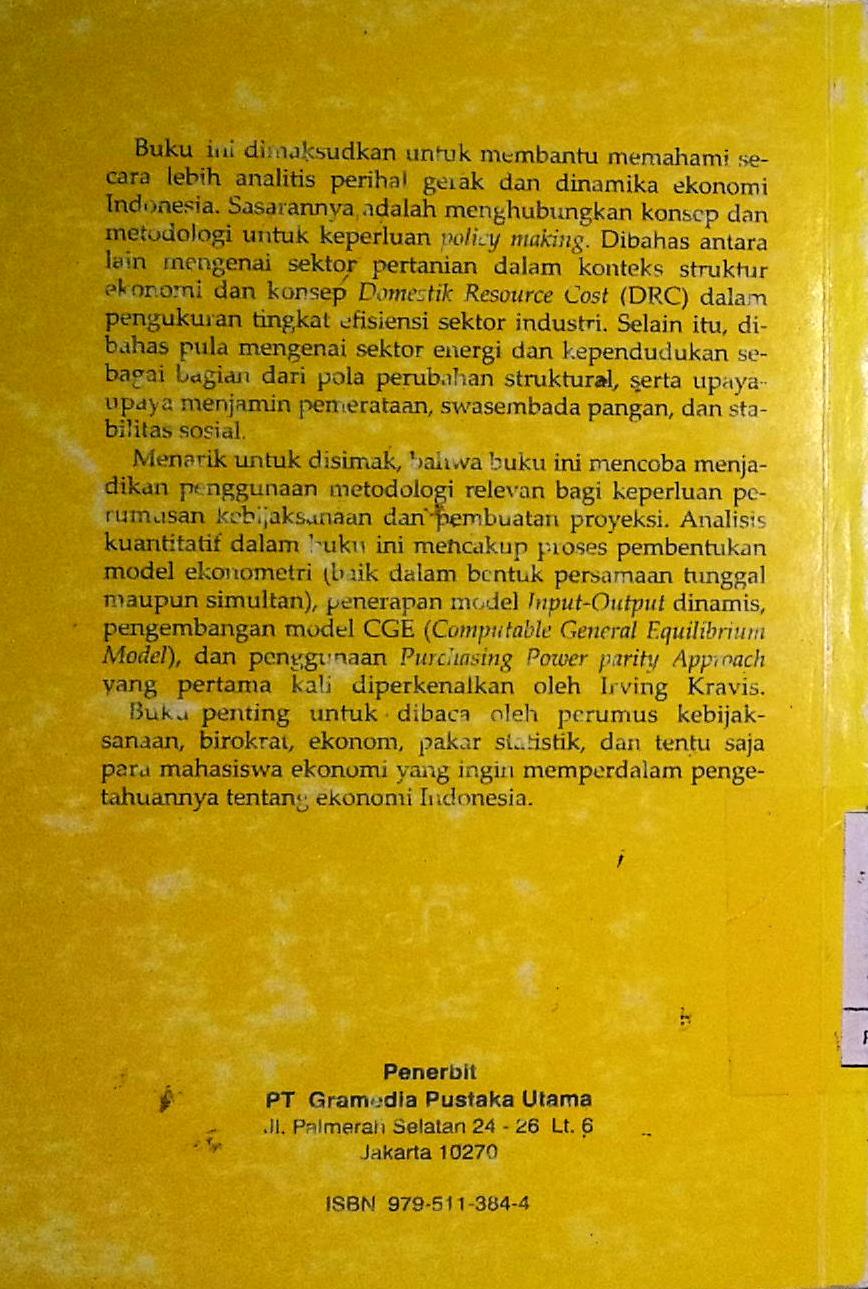 Buku ini dimaksudkan untuk membantu memahami se-
cara lebih analitis perihal gerak dan dinamika ekonomi
Indonesia. Sasarannya adalah menghubungkan konsep dan
metodologi untuk keperluan policy making. Dibahas antara
lain mengenai sektor pertanian dalam konteks struktur
ekonomi dan konsep Domestik Resource Cost (DRC) dalam
pengukuran tingkat efisiensi sektor industri. Selain itu, di-
bahas pula mengenai sektor energi dan kependudukan se-
bagai bagian dari pola perubahan struktural, serta upaya-
upaya menjamin pemerataan, swasembada pangan, dan sta-
bilitas sosial.
Menarik untuk disimak, bahwa buku ini mencoba menja-
dikan penggunaan metodologi relevan bagi keperluan pe-
rumusan kebijaksanaan dan pembuatan proyeksi. Analisis
kuantitatif dalam buku ini mencakup proses pembentukan
model ekonometri (baik dalam bentuk persamaan tunggal
maupun simultan), penerapan model Input-Output dinamis,
pengembangan model CGE (Computable General Equilibrium
Model), dan penggunaan Purchasing Power parity Approach
yang pertama kali diperkenalkan oleh Irving Kravis.
Buku penting untuk dibaca oleh perumus kebijak-
sanaan, birokrat, ekonom, pakar statistik, dan tentu saja
para mahasiswa ekonomi yang ingin memperdalam penge-
tahuannya tentang ekonomi Indonesia.
Penerbit
PT Gramedia Pustaka Utama
Jl. Palmerah Selatan 24 - 26 Lt. 6
Jakarta 10270
ISBN 979-511-384-4